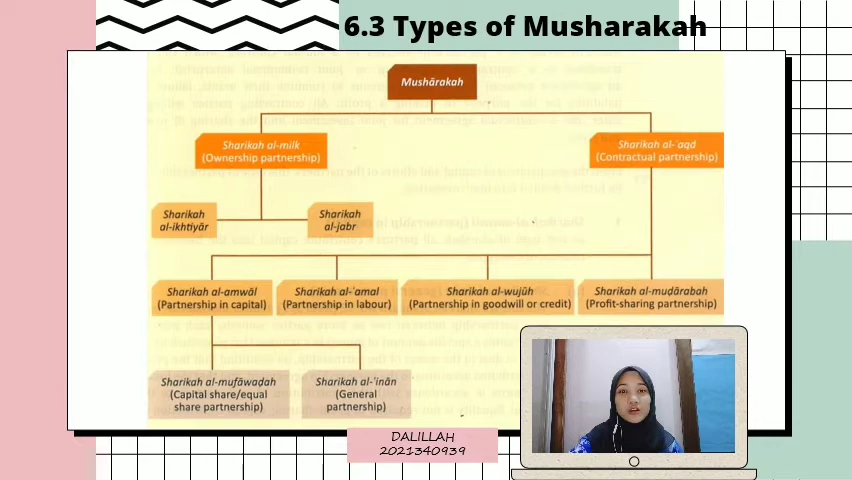 6.3 Types of Musharakah
Mushārakah
Sharikah al-milk
(Ownership partnership)
Sharikah al-ʿaqd
(Contractual partnership)
Sharikah
al-ikhtiyār
Sharikah
al-jabr
Sharikah al-amwāl
(Partnership in capital)
Sharikah al-ʿamal
(Partnership in labour)
Sharikah al-wujūh
(Partnership in goodwill or credit)
Sharikah al-muḍārabah
(Profit-sharing partnership)
Sharikah al-mufāwaḍah
(Capital share/equal
share partnership)
Sharikah al-ʿinān
(General
partnership)
DALILLAH
2021340939